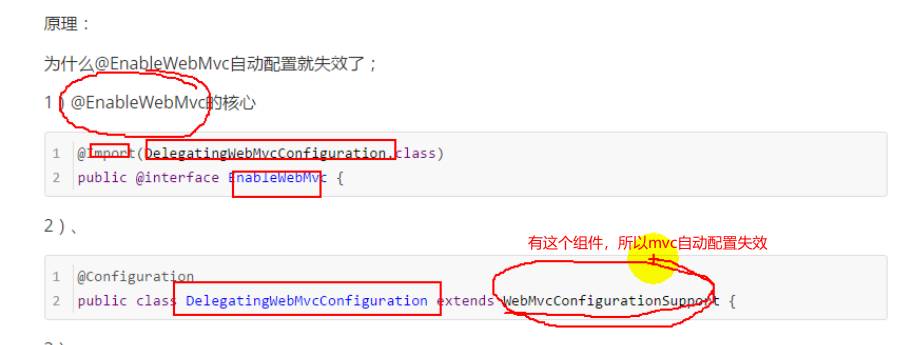 原理：
为什么@EnableWebMvc自动配置就失效了；
1）@EnableWebMvc的核心
1 @Import(DelegatingWebMvcConfiguration.class)
2 public @interface EnableWebMvc {
2）、
有这个组件，所以mvc自动配置失效
1 @Configuration
2 public class DelegatingWebMvcConfiguration extends WebMvcConfigurationSupport {